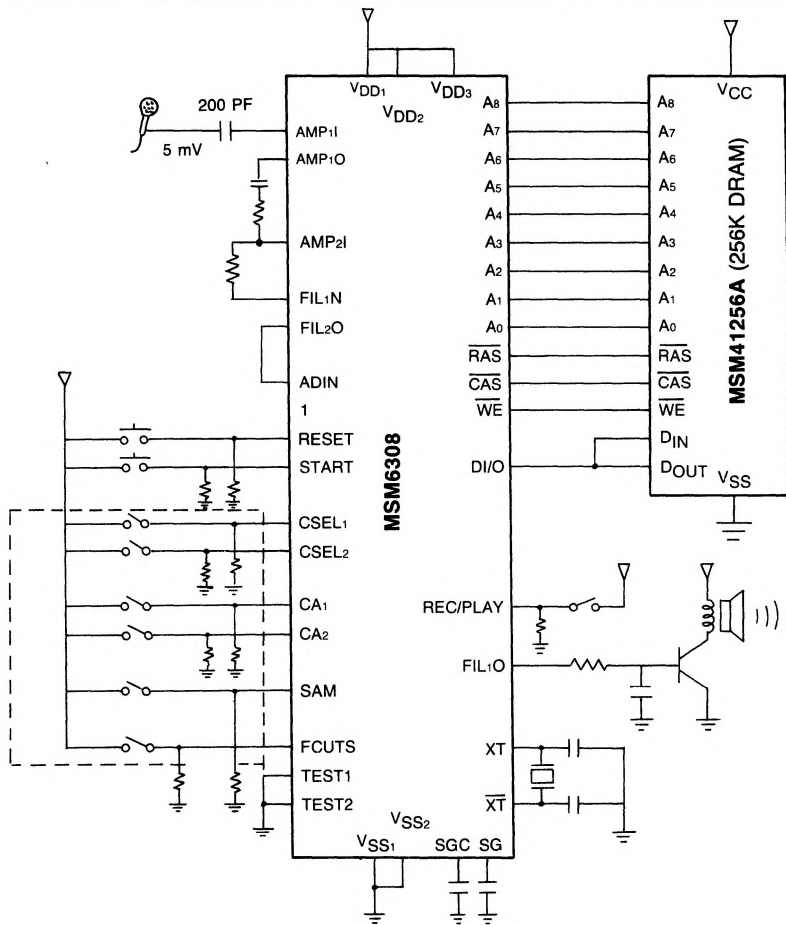 VDD1
VDD2
VDD3
200 PF
5 mV
AMP1I
AMP1O
AMP2I
FIL1N
FIL2O
ADIN
1
RESET
START
CSEL1
CSEL2
CA1
CA2
SAM
FCUTS
TEST1
TEST2
VSS1
VSS2
SGC
SG
MSM6308
A8
A7
A6
A5
A4
A3
A2
A1
A0
RAS
CAS
WE
DI/O
REC/PLAY
FIL1O
XT
XT
VCC
A8
A7
A6
A5
A4
A3
A2
A1
A0
RAS
CAS
WE
DIN
DOUT
VSS
MSM41256A (256K DRAM)